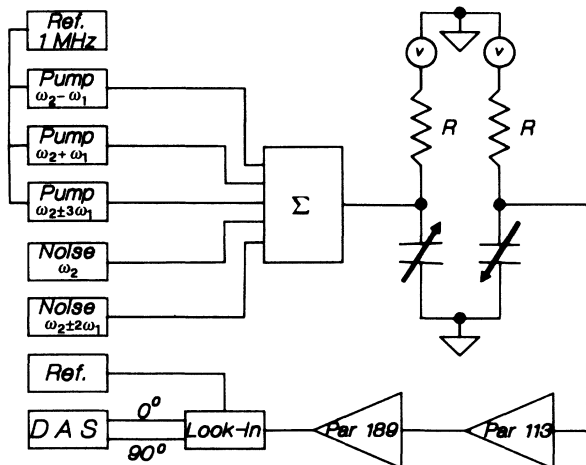 Ref.
1 MHz
Pump
ω₂− ω₁
Pump
ω₂+ ω₁
Pump
ω₂±3ω₁
Noise
ω₂
Noise
ω₂±2ω₁
Σ
v
v
R
R
Ref.
DAS
0°
90°
Look-In
Par 189
Par 113